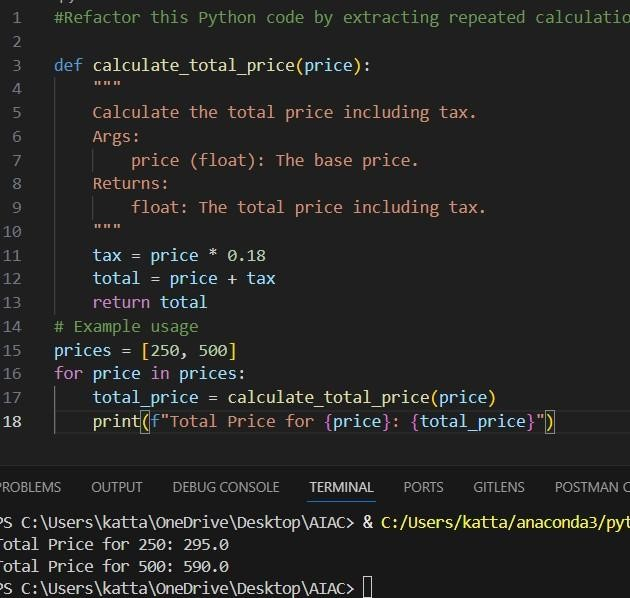 1 #Refactor this Python code by extracting repeated calculatio
2
3 def calculate_total_price(price):
4     """
5     Calculate the total price including tax.
6     Args:
7         price (float): The base price.
8     Returns:
9         float: The total price including tax.
10     """
11     tax = price * 0.18
12     total = price + tax
13     return total
14 # Example usage
15 prices = [250, 500]
16 for price in prices:
17     total_price = calculate_total_price(price)
18     print(f"Total Price for {price}: {total_price}")
ROBLEMS OUTPUT DEBUG CONSOLE TERMINAL PORTS GITLENS POSTMAN C
PS C:\Users\katta\OneDrive\Desktop\AIAC> & C:/Users/katta/anaconda3/pyt
Total Price for 250: 295.0
Total Price for 500: 590.0
PS C:\Users\katta\OneDrive\Desktop\AIAC>